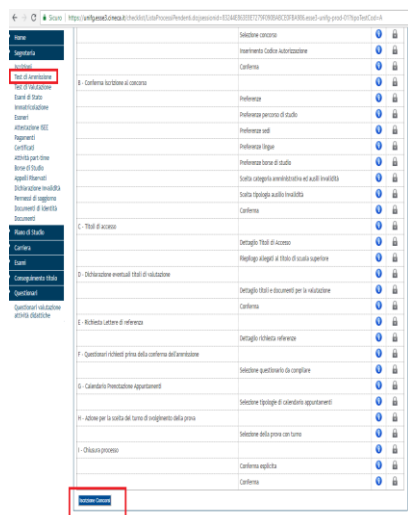 Sicuro
Home
Segreteria
Iscrizioni
Test di Ammissione
Test di Valutazione
Esami di Stato
Immatricolazione
Esoneri
Attestazione ISEE
Pagamenti
Certificati
Attività part-time
Borse di Studio
Appelli Riservati
Dichiarazione Invalidità
Permessi di soggiorno
Documenti di Identità
Documenti
Piano di Studio
Carriera
Esami
Conseguimento titolo
Questionari
Questionari valutazione
attività didattiche
Selezione concorso
Inserimento Codice Autorizzazione
Conferma
B - Conferma iscrizione al concorso
Preferenze
Preferenze percorso di studio
Preferenze sedi
Preferenze lingue
Preferenze borse di studio
Scelta categoria amministrativa ed ausili invalidità
Scelta tipologia ausilio invalidità
Conferma
C - Titoli di accesso
Dettaglio Titoli di Accesso
Riepilogo allegati al titolo di scuola superiore
D - Dichiarazione eventuali titoli di valutazione
Dettaglio titoli e documenti per la valutazione
Conferma
E - Richiesta Lettere di referenza
Dettaglio richiesta referenze
F - Questionari richiesti prima della conferma dell'ammissione
Selezione questionario da compilare
G - Calendario Prenotazione Appuntamenti
Selezione tipologie di calendario appuntamenti
H - Azione per la scelta del turno di svolgimento della prova
Selezione della prova con turno
I - Chiusura processo
Conferma esplicita
Conferma
Iscrizione Concorsi